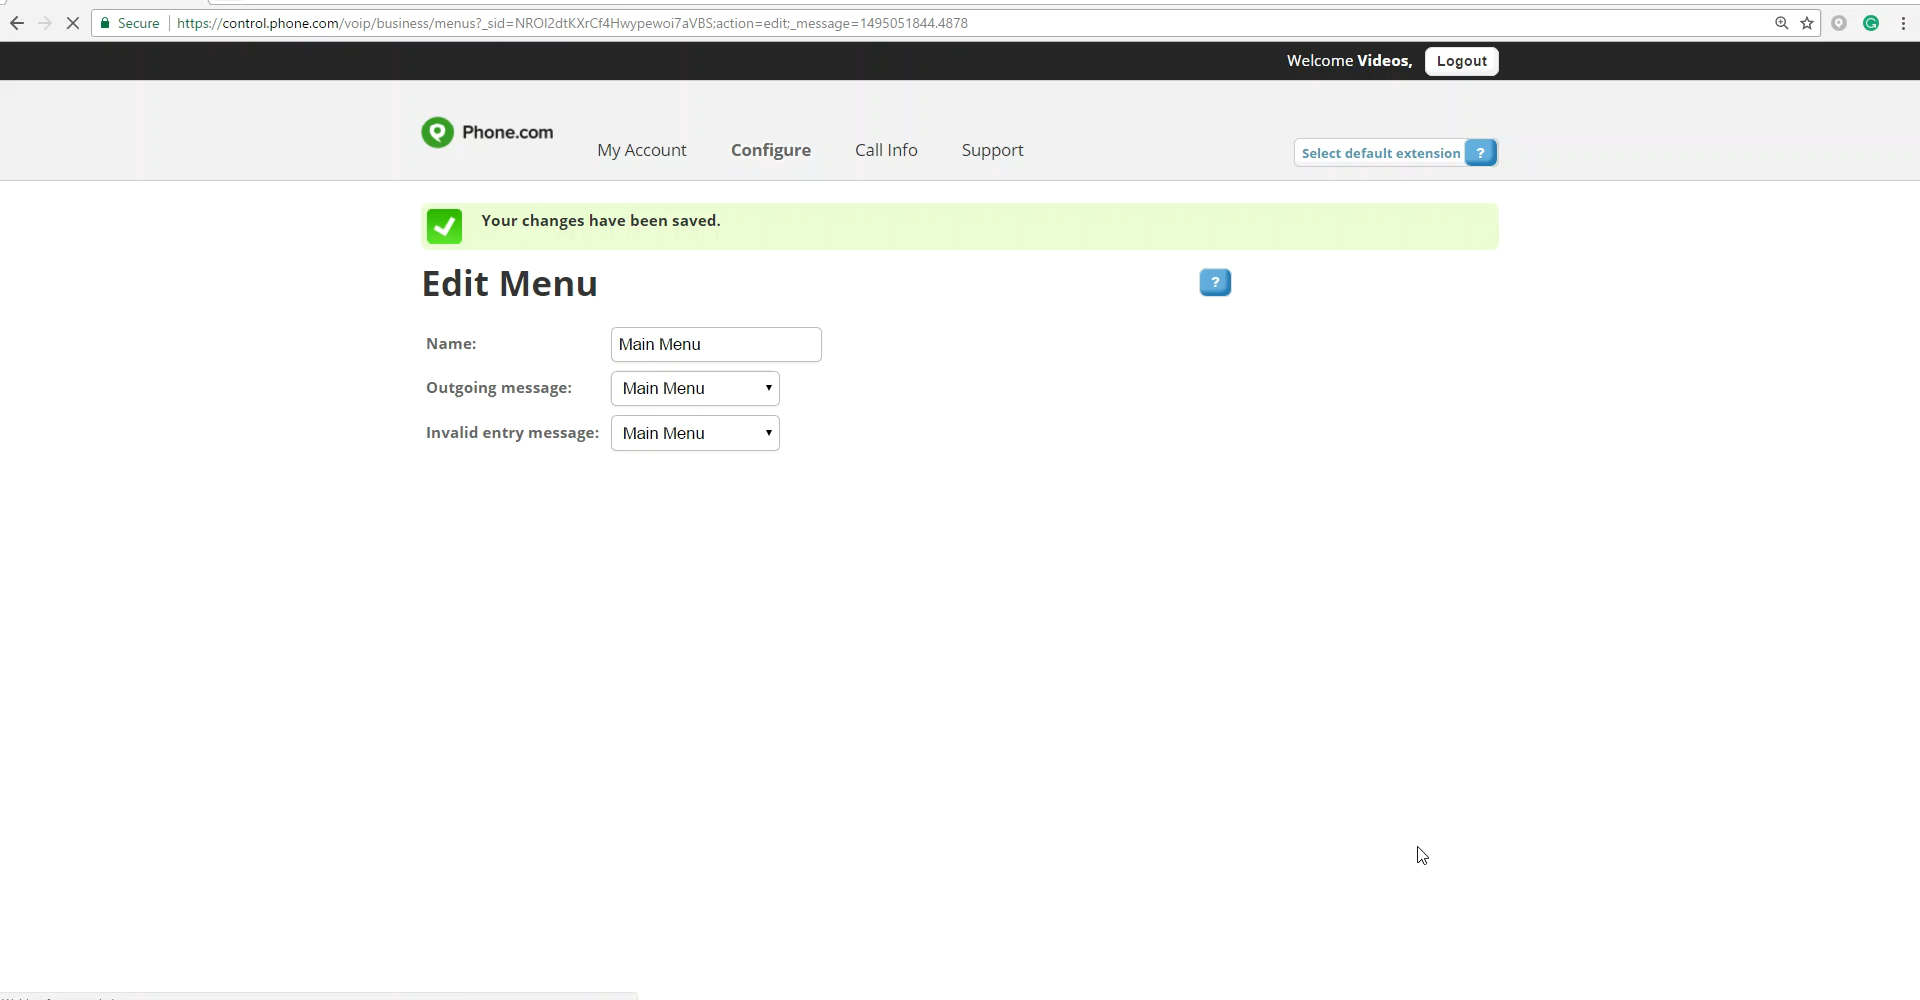 Secure https://control.phone.com/voip/business/menus?_sid=NROI2dtKXrCf4Hwypewoi7aVBS;action=edit;_message=1495051844.4878
Welcome Videos, Logout
Phone.com
My Account Configure Call Info Support
Select default extension ?
Your changes have been saved.
Edit Menu ?
Name: Main Menu
Outgoing message: Main Menu
Invalid entry message: Main Menu